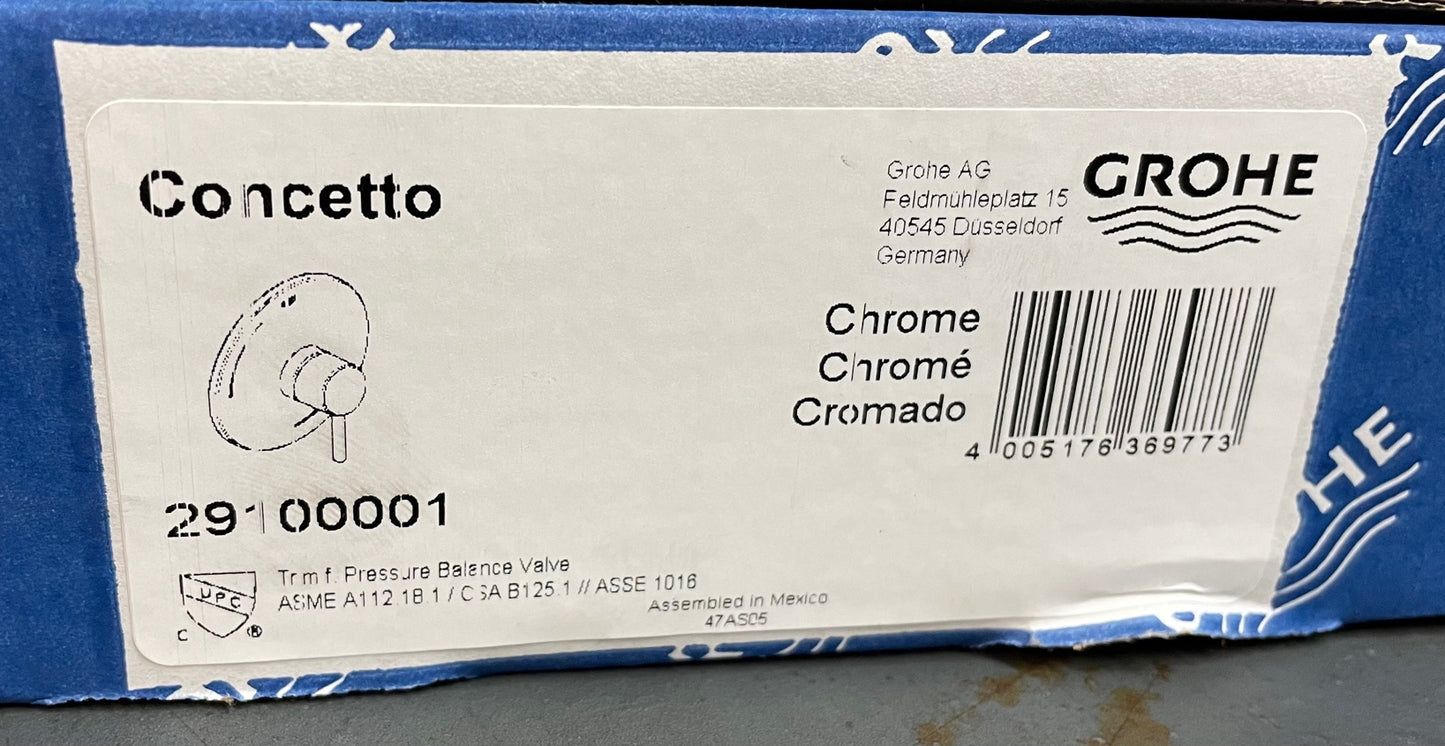 Concetto
Grohe AG
Feldmühleplatz 15
40545 Düsseldorf
Germany
GROHE
Chrome
Chromé
Cromado
4 005176 369773
29100001
UPC
C ®
Trim f. Pressure Balance Valve
ASME A112.18.1 / CSA B125.1 // ASSE 1016
Assembled in Mexico
47AS05
HE